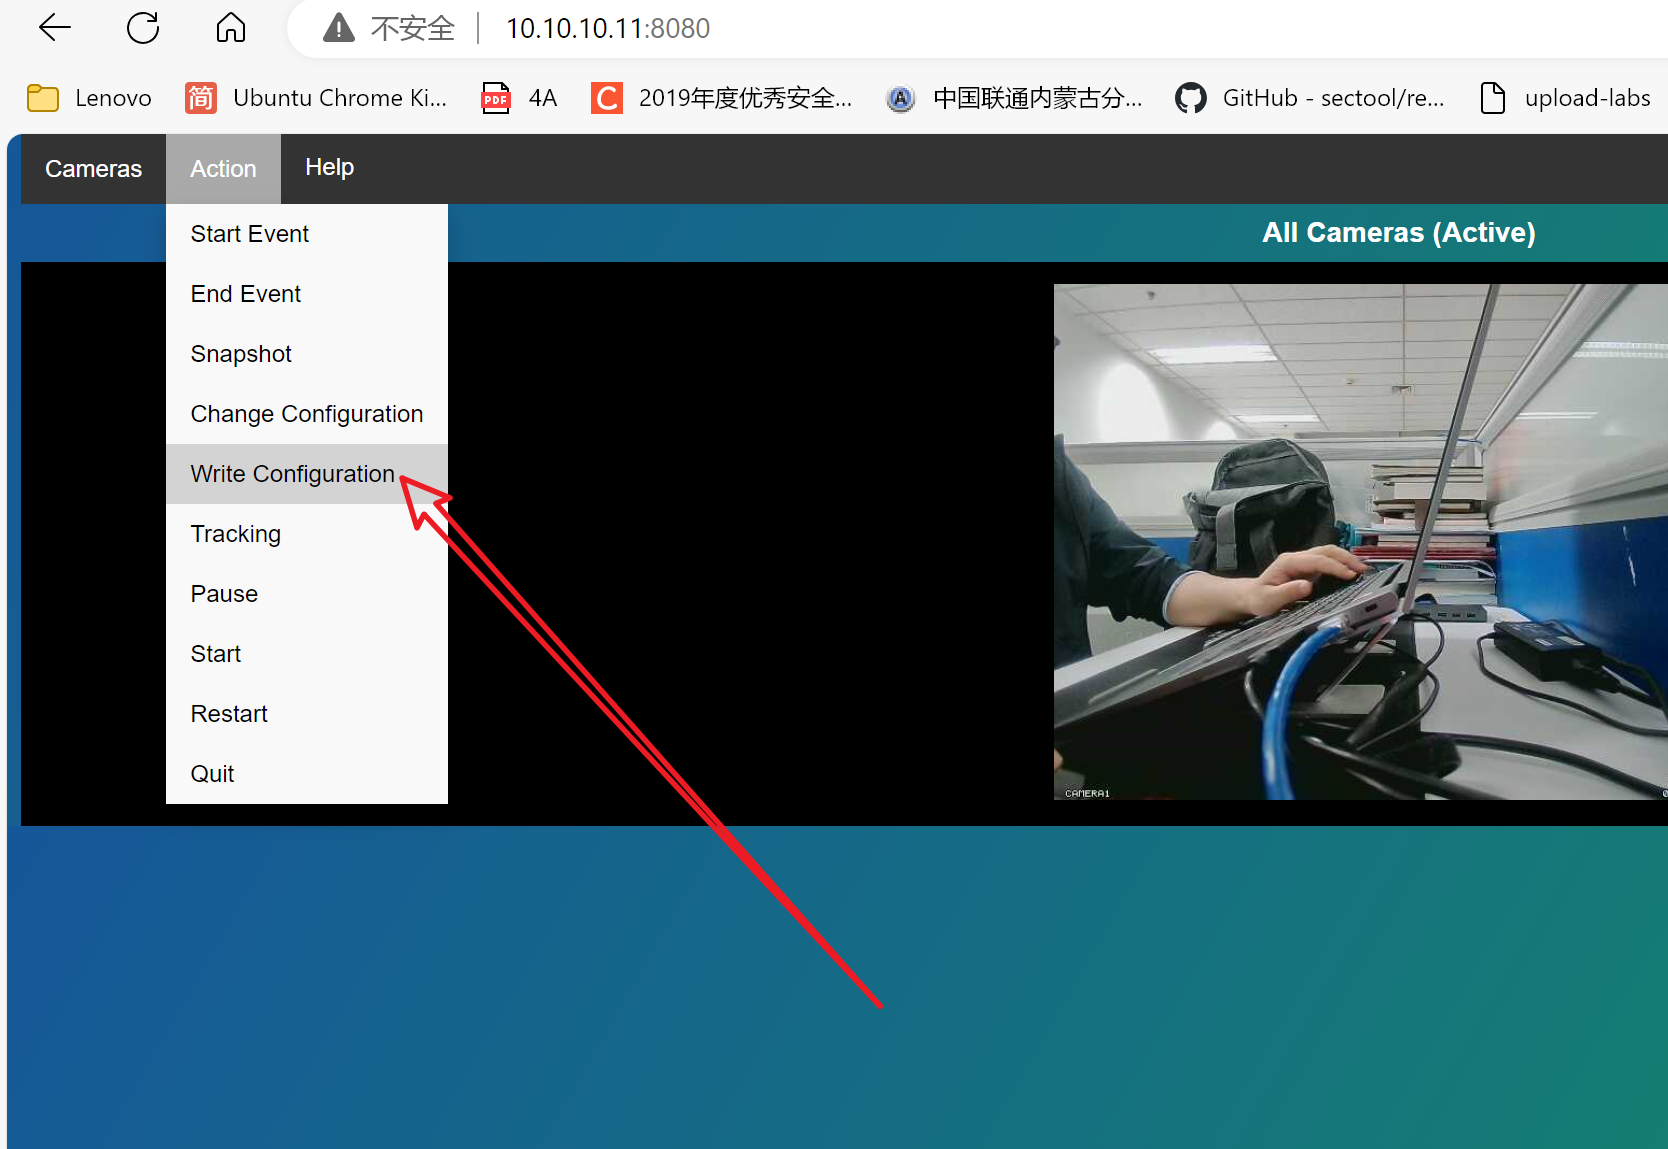 不安全 10.10.10.11:8080
Lenovo 简 Ubuntu Chrome Ki... PDF 4A C 2019年度优秀安全... 中国联通内蒙古分... GitHub - sectool/re... upload-labs
Cameras Action Help
All Cameras (Active)
Start Event
End Event
Snapshot
Change Configuration
Write Configuration
Tracking
Pause
Start
Restart
Quit
CAMERA1